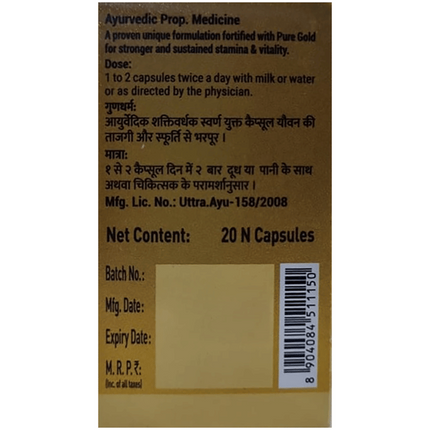 Ayurvedic Prop. Medicine
A proven unique formulation fortified with Pure Gold
for stronger and sustained stamina & vitality.
Dose:
1 to 2 capsules twice a day with milk or water
or as directed by the physician.
गुणधर्म:
आयुर्वेदिक शक्तिवर्धक स्वर्ण युक्त कैप्सूल यौवन की
ताजगी और स्फूर्ति से भरपूर ।
मात्रा:
१ से २ कैप्सूल दिन में २ बार दूध या पानी के साथ
अथवा चिकित्सक के परामर्शानुसार ।
Mfg. Lic. No.: Uttra.Ayu-158/2008
Net Content: 20 N Capsules
Batch No.:
Mfg. Date:
Expiry Date:
M. R. P. ₹:
(Inc. of all taxes)
8 904084 511150